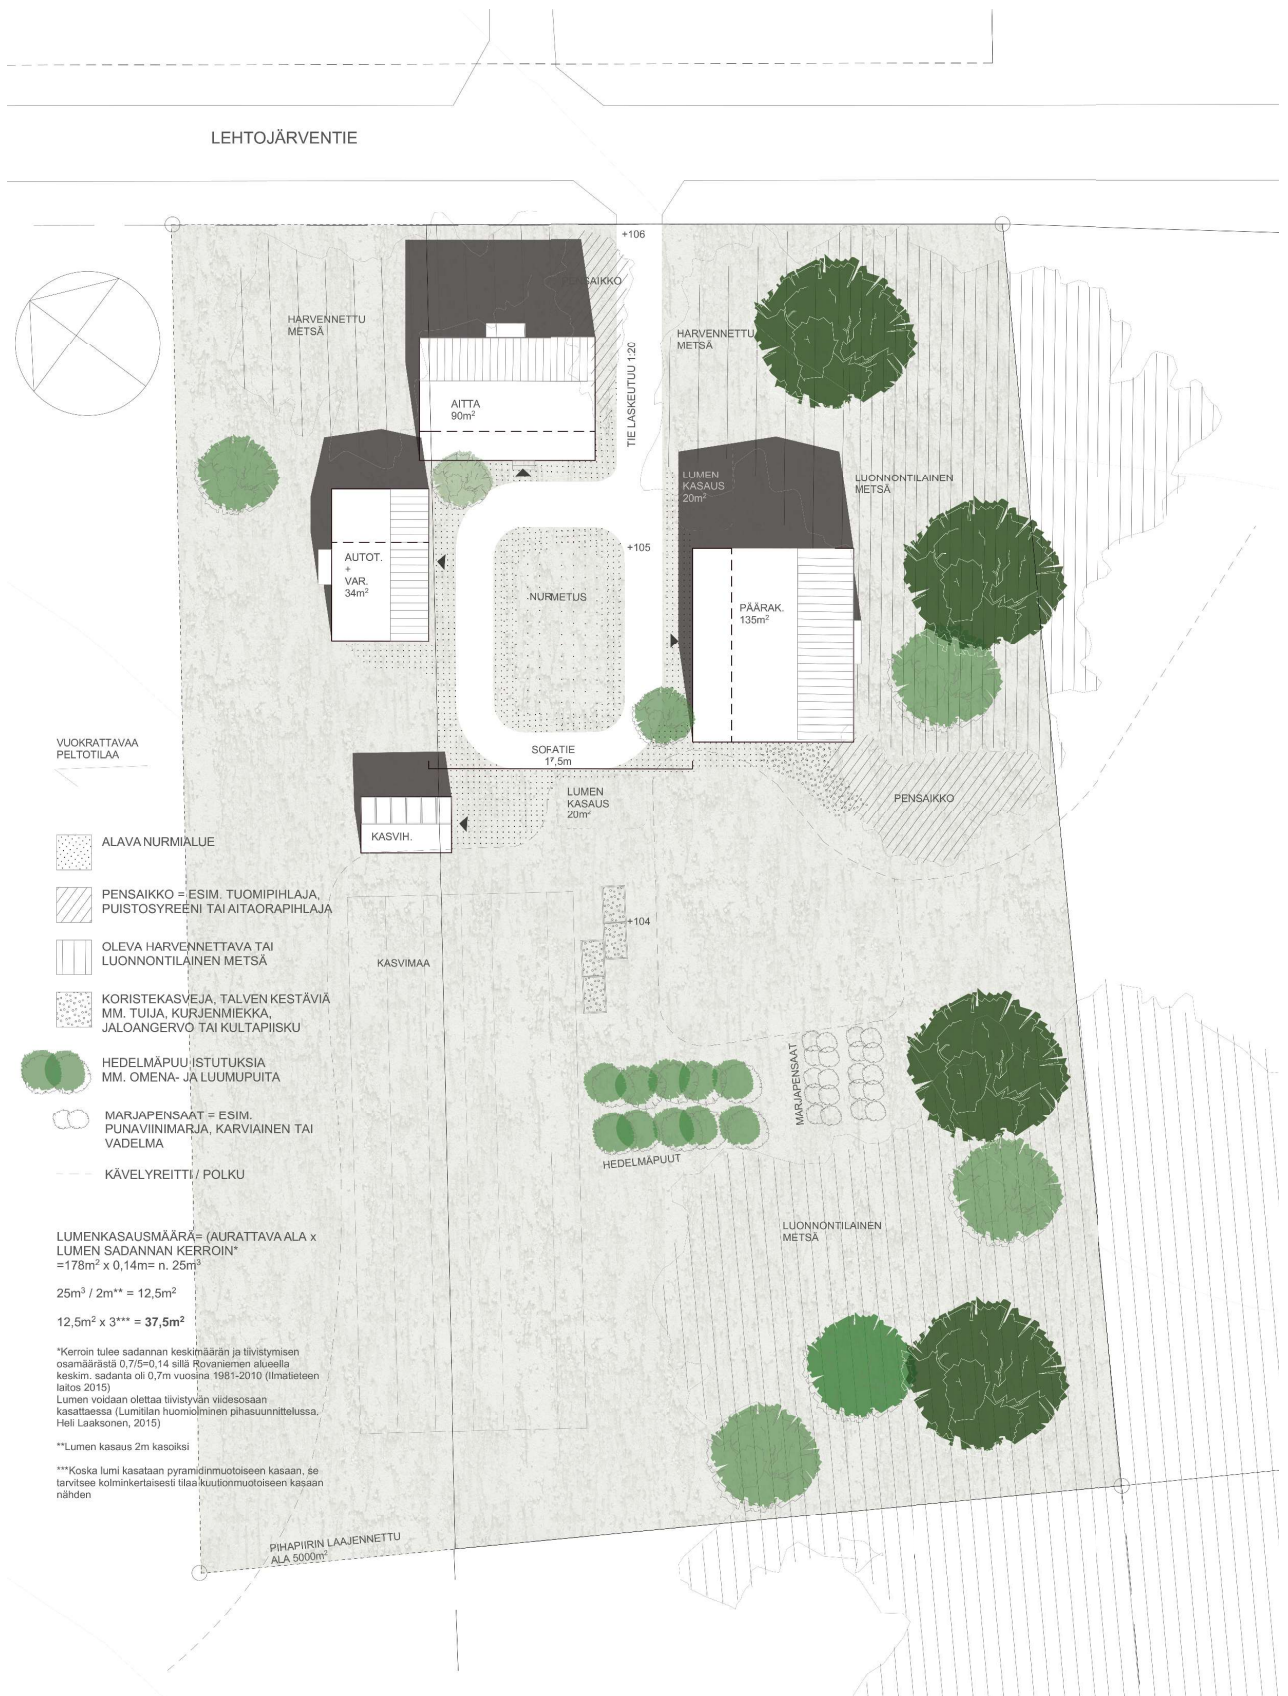 LEHTOJÄRVENTIE
+106
PENSAIKKO
HARVENNETTU
METSÄ
HARVENNETTU
METSÄ
TIE LASKEUTUU 1:20
AITTA
90m²
LUMEN
KASAUS
20m²
LUONNONTILAINEN
METSÄ
+105
AUTOT.
+
VAR.
34m²
NURMETUS
PÄÄRAK.
135m²
VUOKRATTAVAA
PELTOTILAA
SOFATIE
17,5m
LUMEN
KASAUS
20m²
PENSAIKKO
KASVIH.
ALAVA NURMIALUE
PENSAIKKO = ESIM. TUOMIPIHLAJA,
PUISTOSYREENI TAI AITAORAPIHLAJA
+104
OLEVA HARVENNETTAVA TAI
LUONNONTILAINEN METSÄ
KASVIMAA
KORISTEKASVEJA, TALVEN KESTÄVIÄ
MM. TUIJA, KURJENMIEKKA,
JALOANGERVO TAI KULTAPIISKU
HEDELMÄPUU ISTUTUKSIA
MM. OMENA- JA LUUMUPUITA
MARJAPENSAAT
MARJAPENSAAT = ESIM.
PUNAVIINIMARJA, KARVIAINEN TAI
VADELMA
HEDELMÄPUUT
KÄVELYREITTI / POLKU
LUONNONTILAINEN
METSÄ
LUMENKASAUSMÄÄRÄ= (AURATTAVA ALA x
LUMEN SADANNAN KERROIN*
=178m² x 0,14m= n. 25m³
25m³ / 2m** = 12,5m²
12,5m² x 3*** = 37,5m²
*Kerroin tulee sadannan keskimäärän ja tiivistymisen
osamäärästä 0,7/5=0,14 sillä Rovaniemen alueella
keskim. sadanta oli 0,7m vuosina 1981-2010 (Ilmatieteen
laitos 2015)
Lumen voidaan olettaa tiivistyvän viidesosaan
kasattaessa (Lumitilan huomioiminen pihasuunnittelussa.
Heli Laaksonen, 2015)
**Lumen kasaus 2m kasoiksi
***Koska lumi kasataan pyramidinmuotoiseen kasaan, se
tarvitsee kolminkertaisesti tilaa kuutionmuotoiseen kasaan
nähden
PIHAPIIRIN LAAJENNETTU
ALA 5000m²